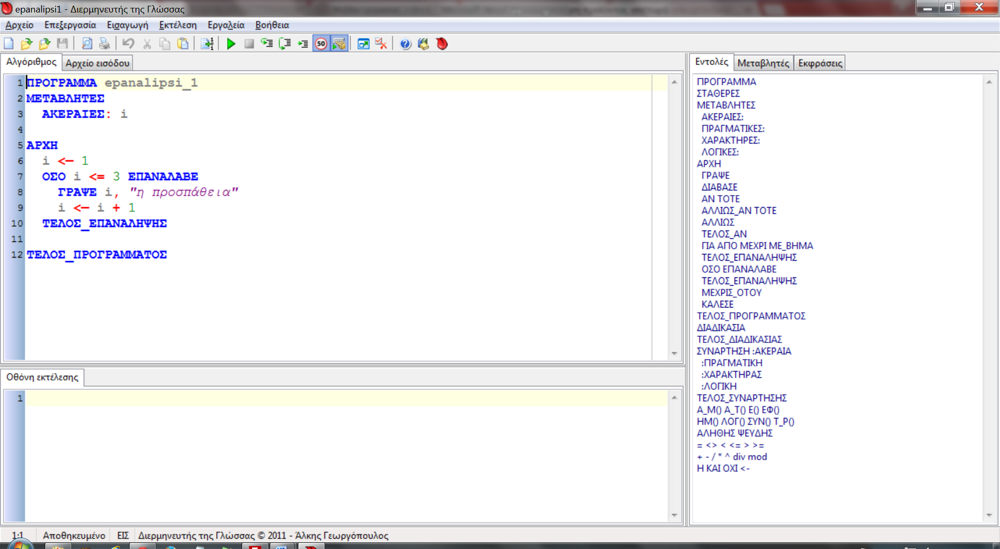 epanalipsi1 - Διερμηνευτής της Γλώσσας
Αρχείο Επεξεργασία Εισαγωγή Εκτέλεση Εργαλεία Βοήθεια
50
Αλγόριθμος Αρχείο εισόδου
1 ΠΡΟΓΡΑΜΜΑ epanalipsi_1
2 ΜΕΤΑΒΛΗΤΕΣ
3 ΑΚΕΡΑΙΕΣ: i
4
5 ΑΡΧΗ
6 i <- 1
7 ΟΣΟ i <= 3 ΕΠΑΝΑΛΑΒΕ
8 ΓΡΑΨΕ i, "η προσπάθεια"
9 i <- i + 1
10 ΤΕΛΟΣ_ΕΠΑΝΑΛΗΨΗΣ
11
12 ΤΕΛΟΣ_ΠΡΟΓΡΑΜΜΑΤΟΣ
Οθόνη εκτέλεσης
1
Εντολές Μεταβλητές Εκφράσεις
ΠΡΟΓΡΑΜΜΑ
ΣΤΑΘΕΡΕΣ
ΜΕΤΑΒΛΗΤΕΣ
ΑΚΕΡΑΙΕΣ:
ΠΡΑΓΜΑΤΙΚΕΣ:
ΧΑΡΑΚΤΗΡΕΣ:
ΛΟΓΙΚΕΣ:
ΑΡΧΗ
ΓΡΑΨΕ
ΔΙΑΒΑΣΕ
ΑΝ ΤΟΤΕ
ΑΛΛΙΩΣ_ΑΝ ΤΟΤΕ
ΑΛΛΙΩΣ
ΤΕΛΟΣ_ΑΝ
ΓΙΑ ΑΠΟ ΜΕΧΡΙ ΜΕ_ΒΗΜΑ
ΤΕΛΟΣ_ΕΠΑΝΑΛΗΨΗΣ
ΟΣΟ ΕΠΑΝΑΛΑΒΕ
ΤΕΛΟΣ_ΕΠΑΝΑΛΗΨΗΣ
ΜΕΧΡΙΣ_ΟΤΟΥ
ΚΑΛΕΣΕ
ΤΕΛΟΣ_ΠΡΟΓΡΑΜΜΑΤΟΣ
ΔΙΑΔΙΚΑΣΙΑ
ΤΕΛΟΣ_ΔΙΑΔΙΚΑΣΙΑΣ
ΣΥΝΑΡΤΗΣΗ :ΑΚΕΡΑΙΑ
:ΠΡΑΓΜΑΤΙΚΗ
:ΧΑΡΑΚΤΗΡΑΣ
:ΛΟΓΙΚΗ
ΤΕΛΟΣ_ΣΥΝΑΡΤΗΣΗΣ
Α_Μ() Α_Τ() Ε() ΕΦ()
ΗΜ() ΛΟΓ() ΣΥΝ() Τ_Ρ()
ΑΛΗΘΗΣ ΨΕΥΔΗΣ
= <> < <= > >=
+ - / * ^ div mod
Η ΚΑΙ ΟΧΙ <-
1:1 Αποθηκευμένο ΕΙΣ Διερμηνευτής της Γλώσσας © 2011 - Άλκης Γεωργόπουλος